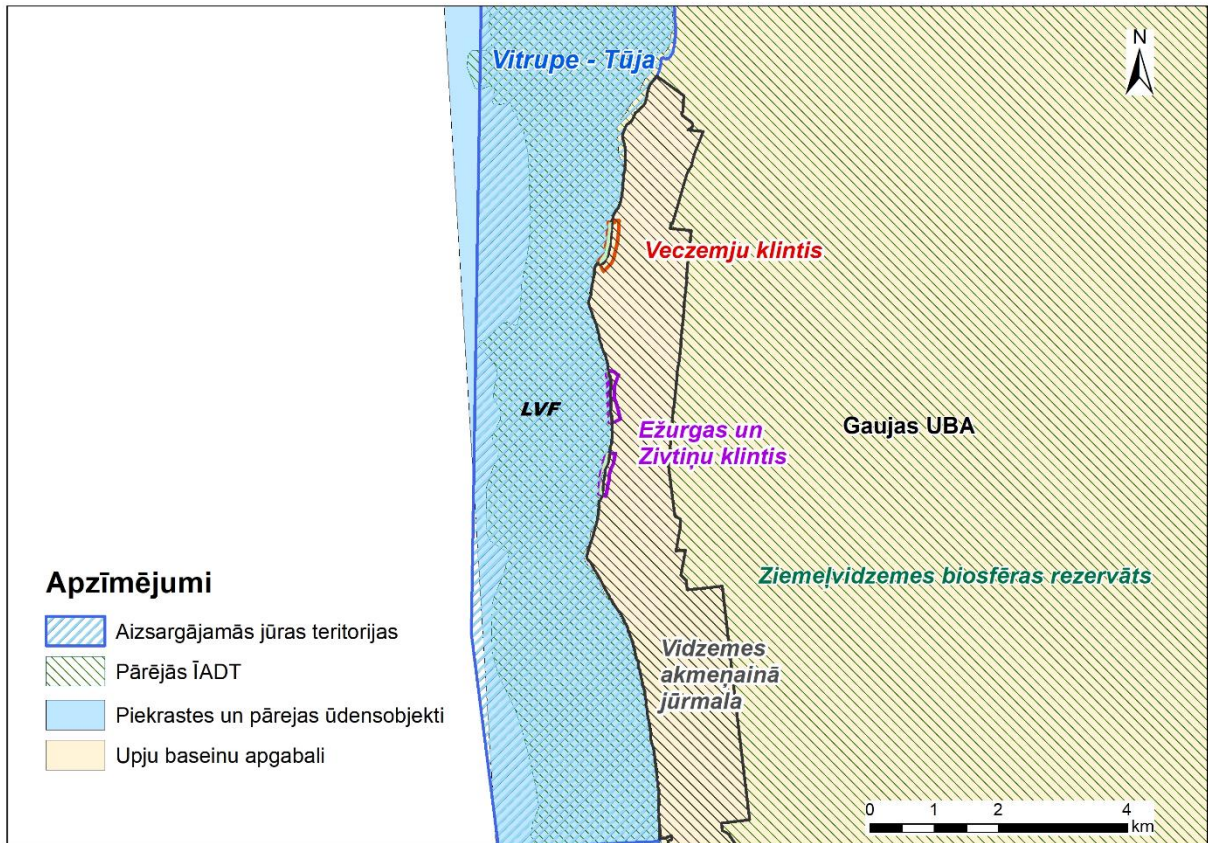 Vitrupe - Tūja
N
Veczemju klintis
LVF
Ežurgas un
Zivtiņu klintis
Gaujas UBA
Ziemeļvidzemes biosfēras rezervāts
Vidzemes
akmeņainā
jūrmala
Apzīmējumi
Aizsargājamās jūras teritorijas
Pārējās ĪADT
Piekrastes un pārejas ūdensobjekti
Upju baseinu apgabali
0 1 2 4
km